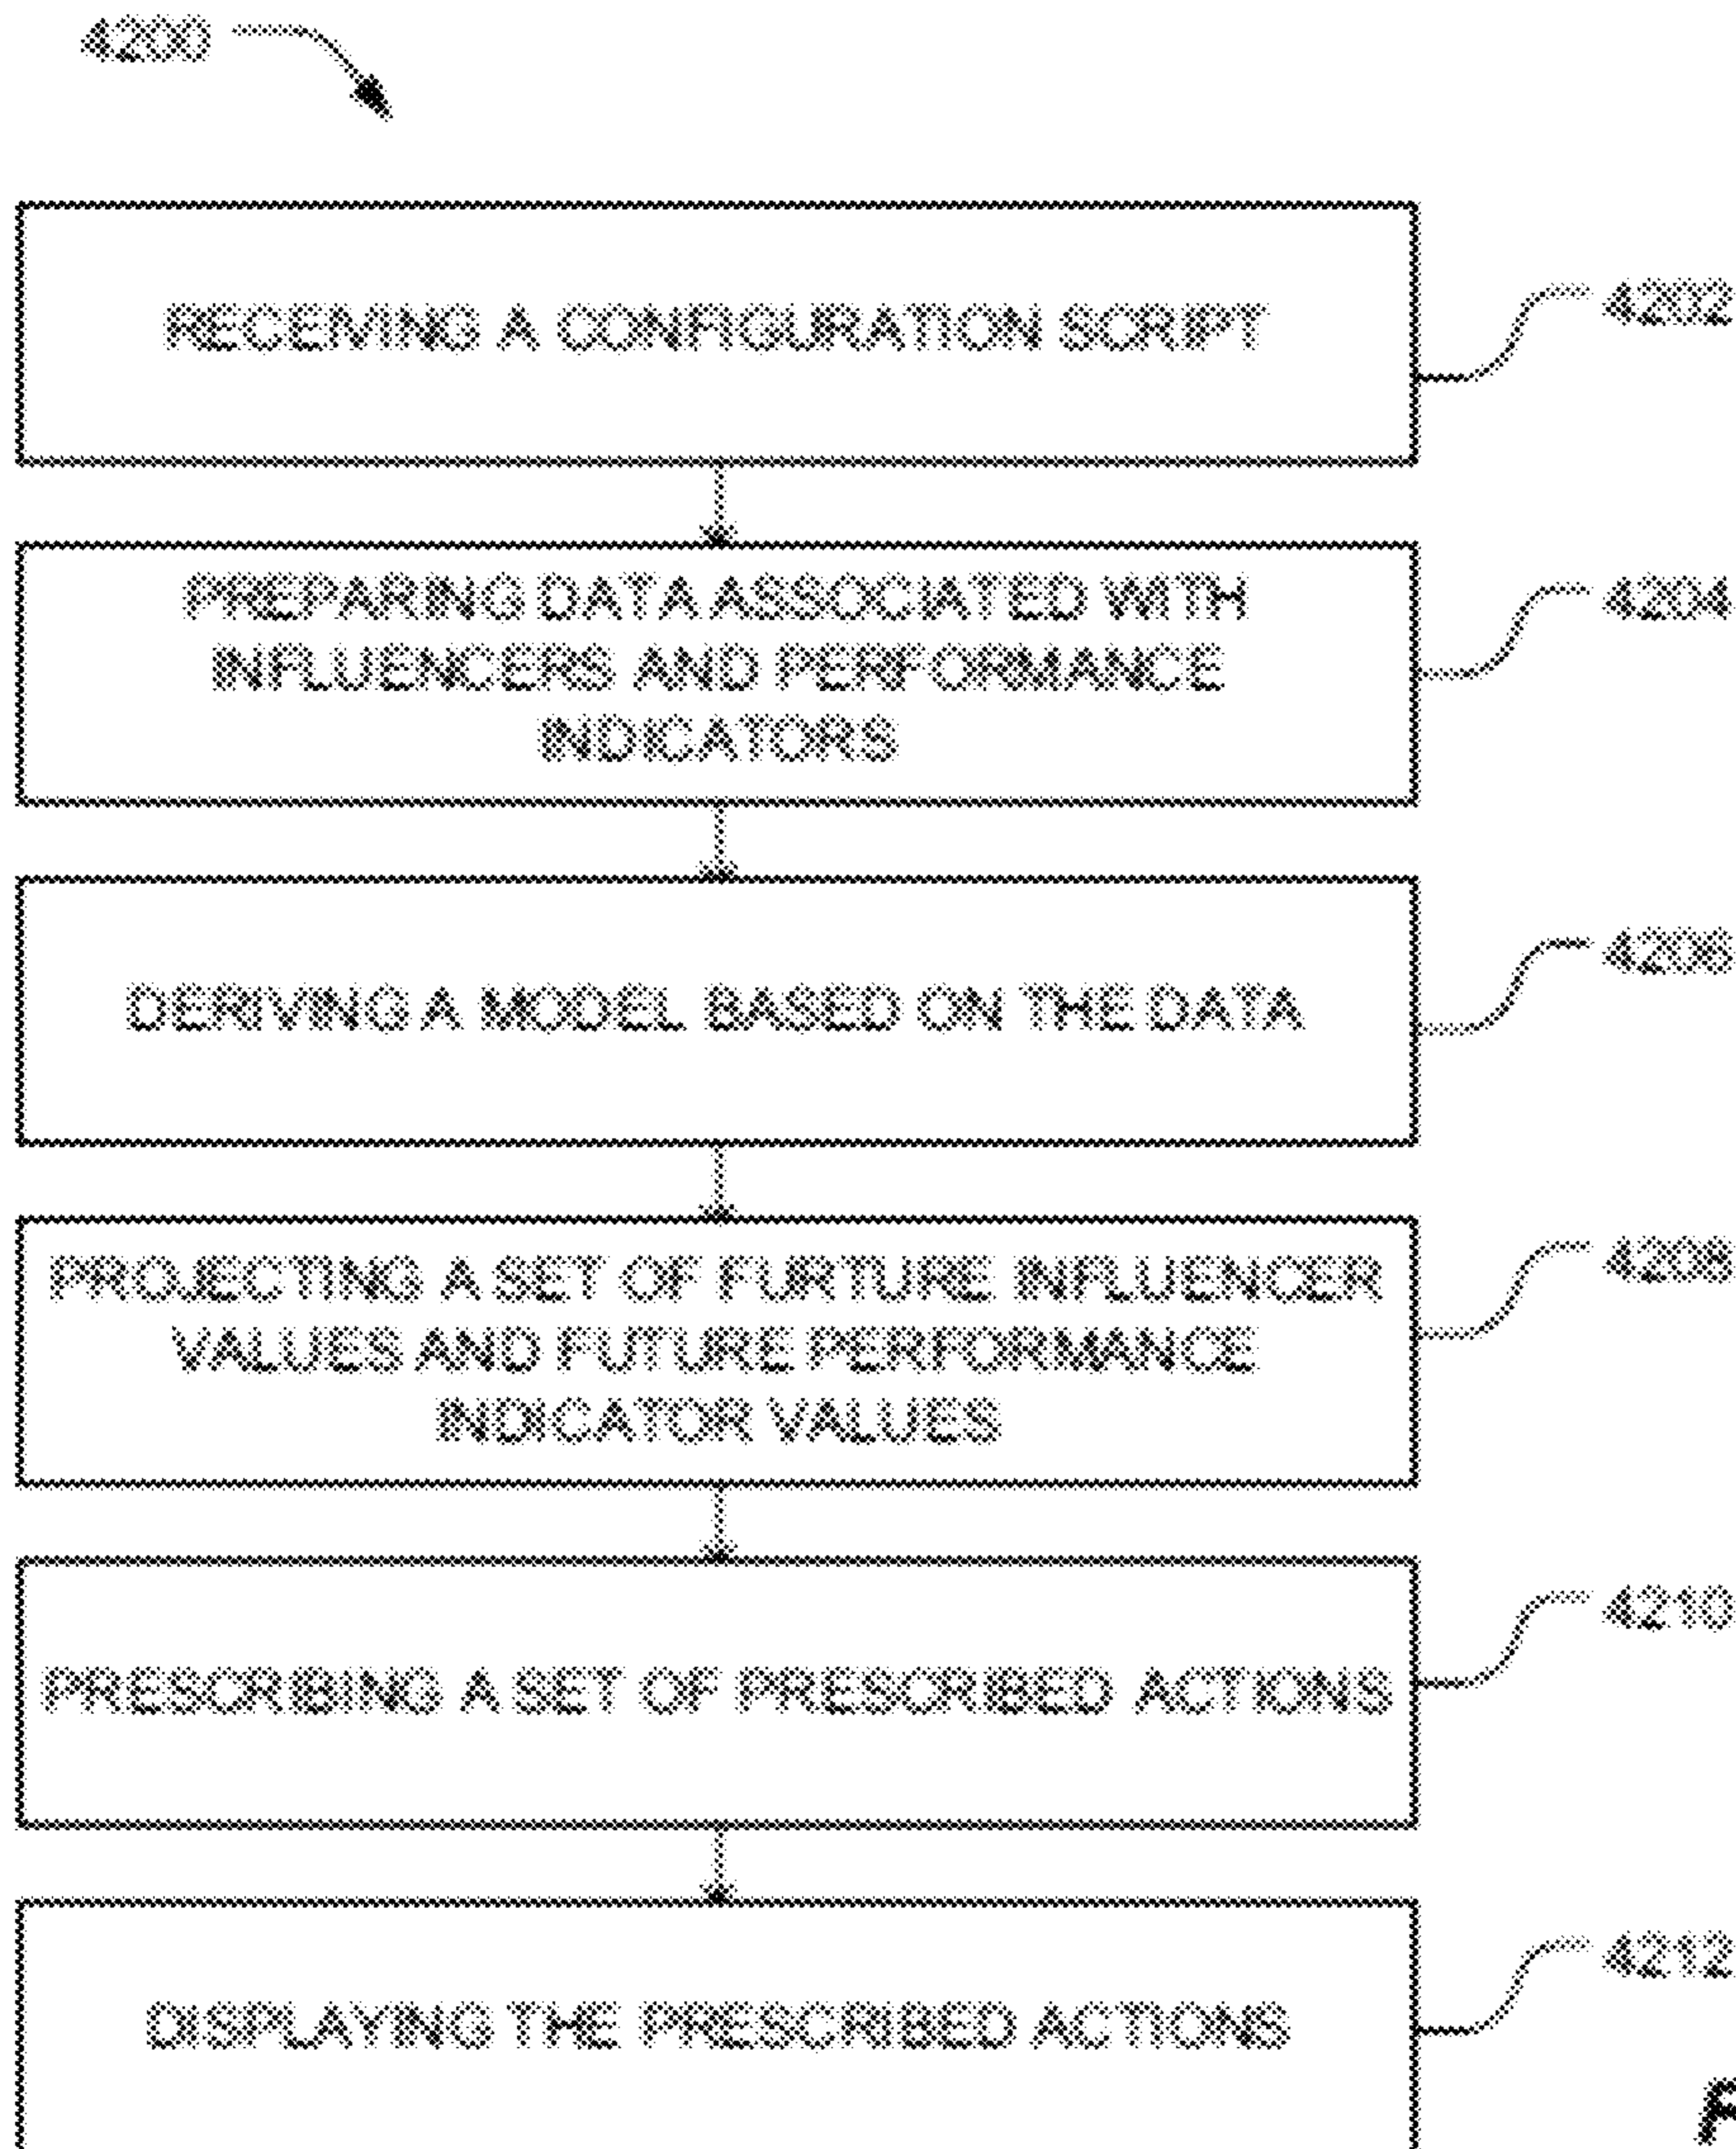 4200
RECEIVING A CONFIGURATION SCRIPT
4202
PREPARING DATA ASSOCIATED WITH
INFLUENCERS AND PERFORMANCE
INDICATORS
4204
DERIVING A MODEL BASED ON THE DATA
4206
PROJECTING A SET OF FURTURE INFLUENCER
VALUES AND FUTURE PERFORMANCE
INDICATOR VALUES
4208
PRESCRIBING A SET OF PRESCRIBED ACTIONS
4210
DISPLAYING THE PRESCRIBED ACTIONS
4212